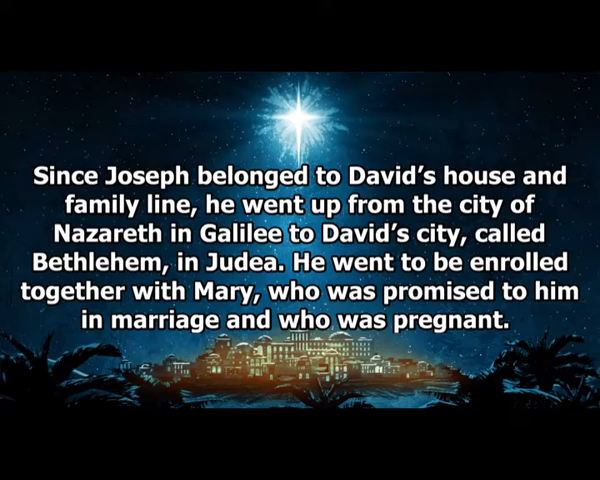 Since Joseph belonged to David's house and
family line, he went up from the city of
Nazareth in Galilee to David's city, called
Bethlehem, in Judea. He went to be enrolled
together with Mary, who was promised to him
in marriage and who was pregnant.